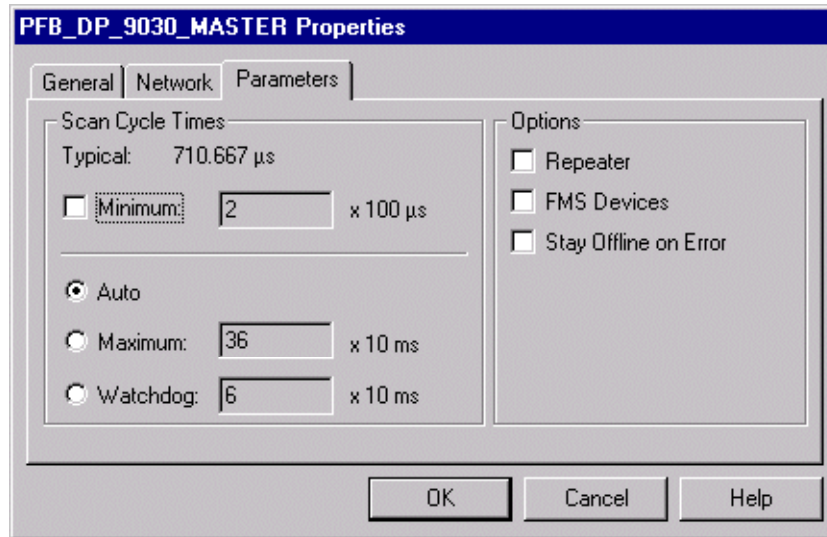 PFB_DP_9030_MASTER Properties
General Network Parameters
Scan Cycle Times
Typical: 710.667 µs
Minimum: 2 x 100 µs
Auto
Maximum: 36 x 10 ms
Watchdog: 6 x 10 ms
Options
Repeater
FMS Devices
Stay Offline on Error
OK Cancel Help